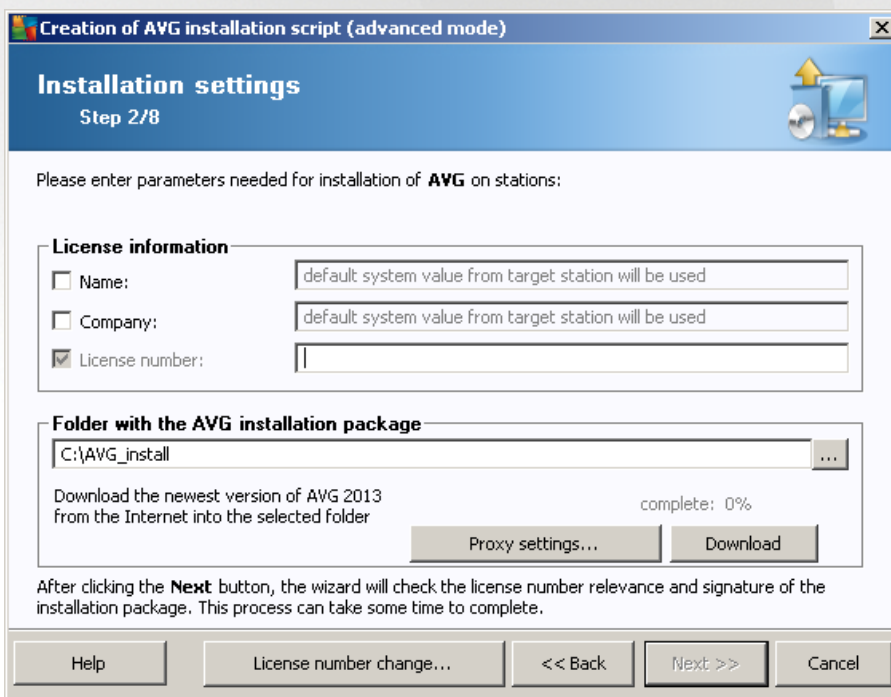 Creation of AVG installation script (advanced mode)
Installation settings
Step 2/8
Please enter parameters needed for installation of AVG on stations:
License information
Name:
default system value from target station will be used
Company:
default system value from target station will be used
License number:
Folder with the AVG installation package
C:\AVG_install
...
Download the newest version of AVG 2013
from the Internet into the selected folder
complete: 0%
Proxy settings...
Download
After clicking the Next button, the wizard will check the license number relevance and signature of the
installation package. This process can take some time to complete.
Help
License number change...
<< Back
Next >>
Cancel